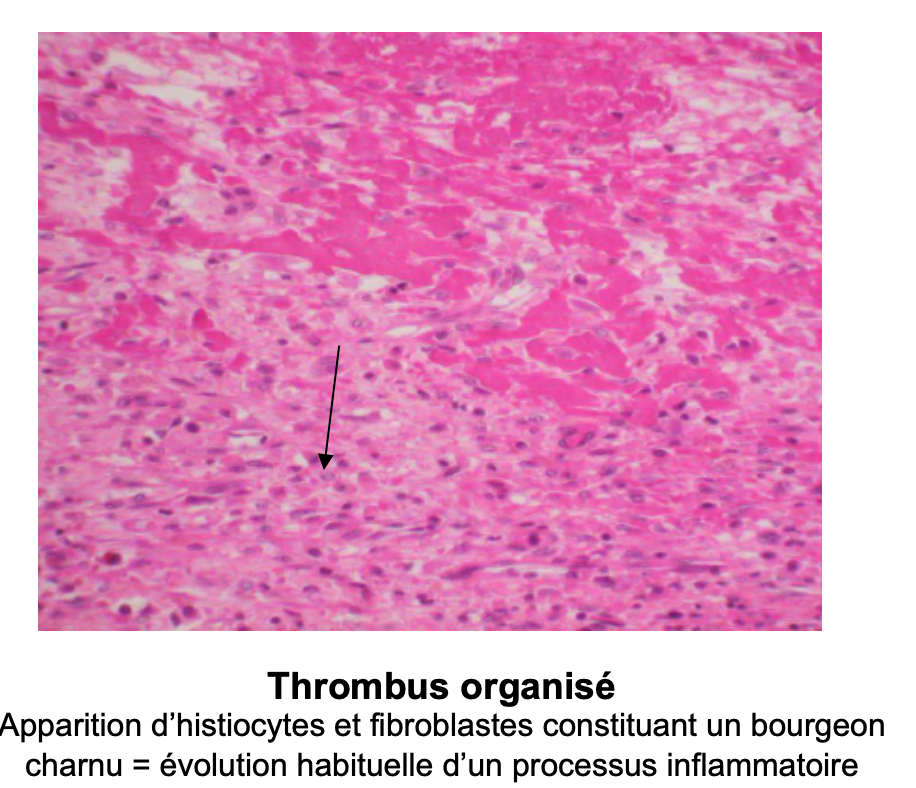 Thrombus organisé
Apparition d’histiocytes et fibroblastes constituant un bourgeon
charnu = évolution habituelle d’un processus inflammatoire